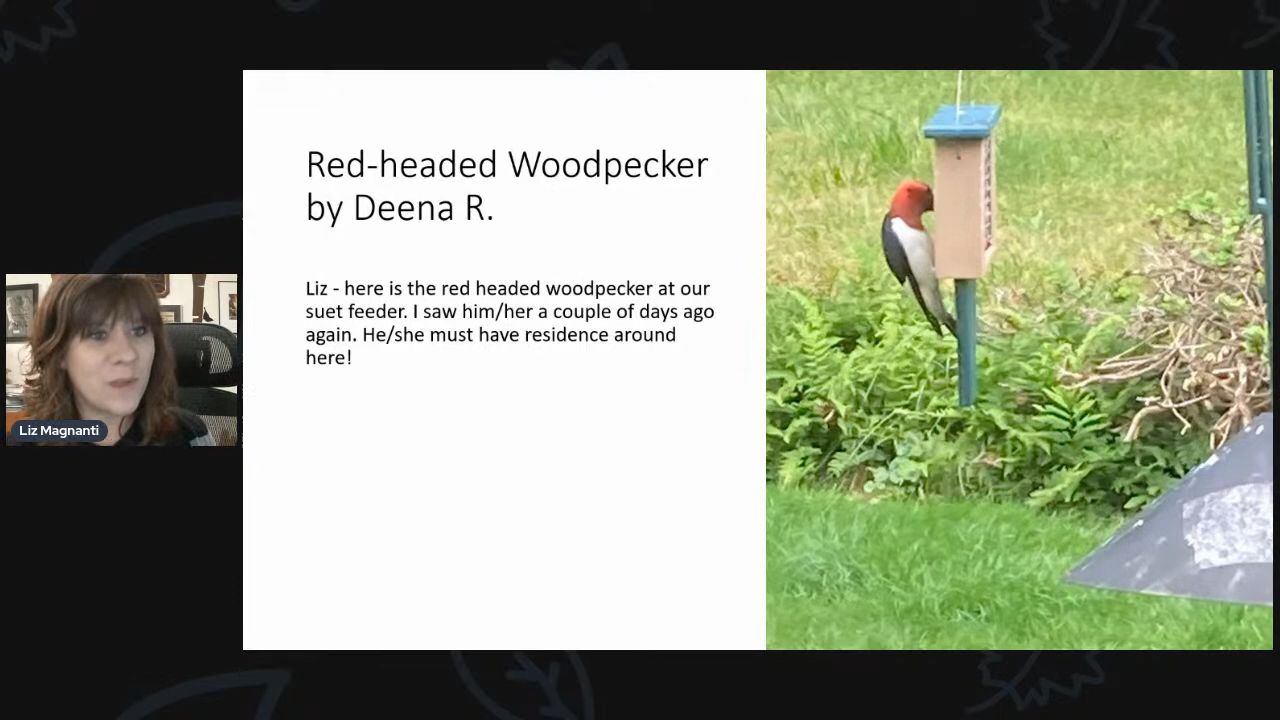 Red-headed Woodpecker
by Deena R.
Liz - here is the red headed woodpecker at our
suet feeder. I saw him/her a couple of days ago
again. He/she must have residence around
here!
Liz Magnanti